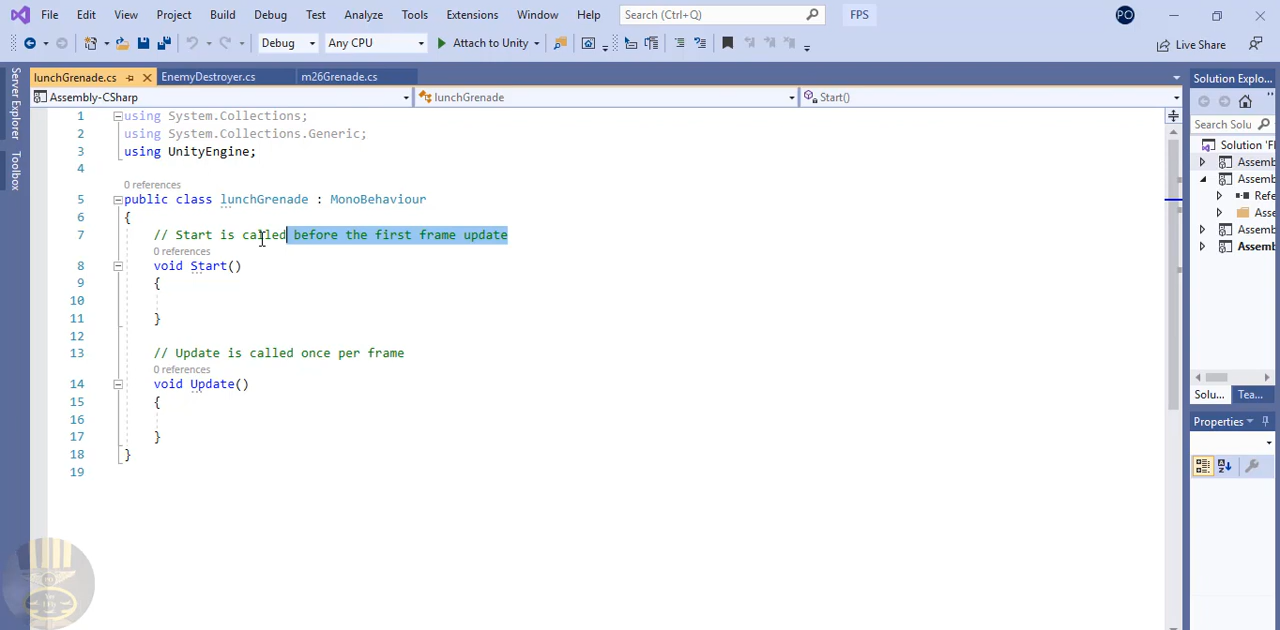 File Edit View Project Build Debug Test Analyze Tools Extensions Window Help Search (Ctrl+Q) FPS PO
Debug Any CPU Attach to Unity Live Share
Server Explorer
Toolbox
lunchGrenade.cs EnemyDestroyer.cs m26Grenade.cs
Assembly-CSharp lunchGrenade Start()
1 using System.Collections;
2 using System.Collections.Generic;
3 using UnityEngine;
4
0 references
5 public class lunchGrenade : MonoBehaviour
6 {
7 // Start is called before the first frame update
0 references
8 void Start()
9 {
10
11 }
12
13 // Update is called once per frame
0 references
14 void Update()
15 {
16
17 }
18 }
19
Solution Explo...
Search Solu
Solution 'F
Assemb
Assemb
Refe
Asse
Assemb
Assemb
Solu... Tea...
Properties